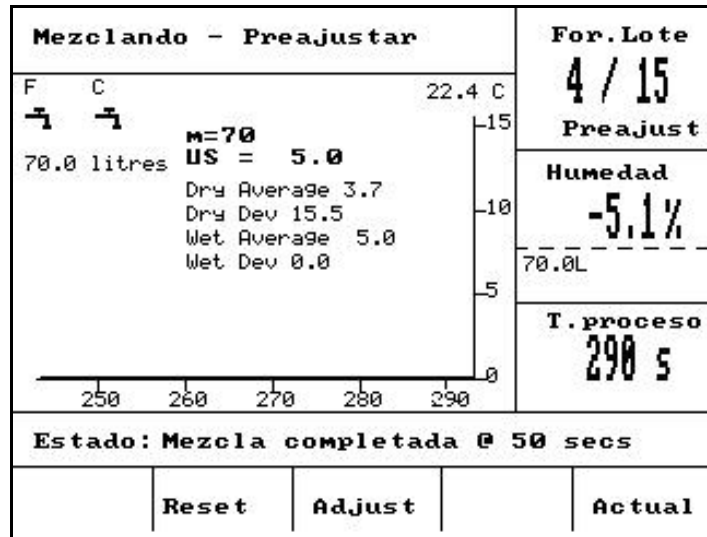 Mezclando - Preajustar
F C
22.4 C
70.0 litres
m=70
US = 5.0
Dry Average 3.7
Dry Dev 15.5
Wet Average 5.0
Wet Dev 0.0
15
10
5
0
250 260 270 280 290
For.Lote
4 / 15
Preajust
Humedad
-5.1%
70.0L
T.proceso
290 s
Estado: Mezcla completada @ 50 secs
Reset Adjust Actual